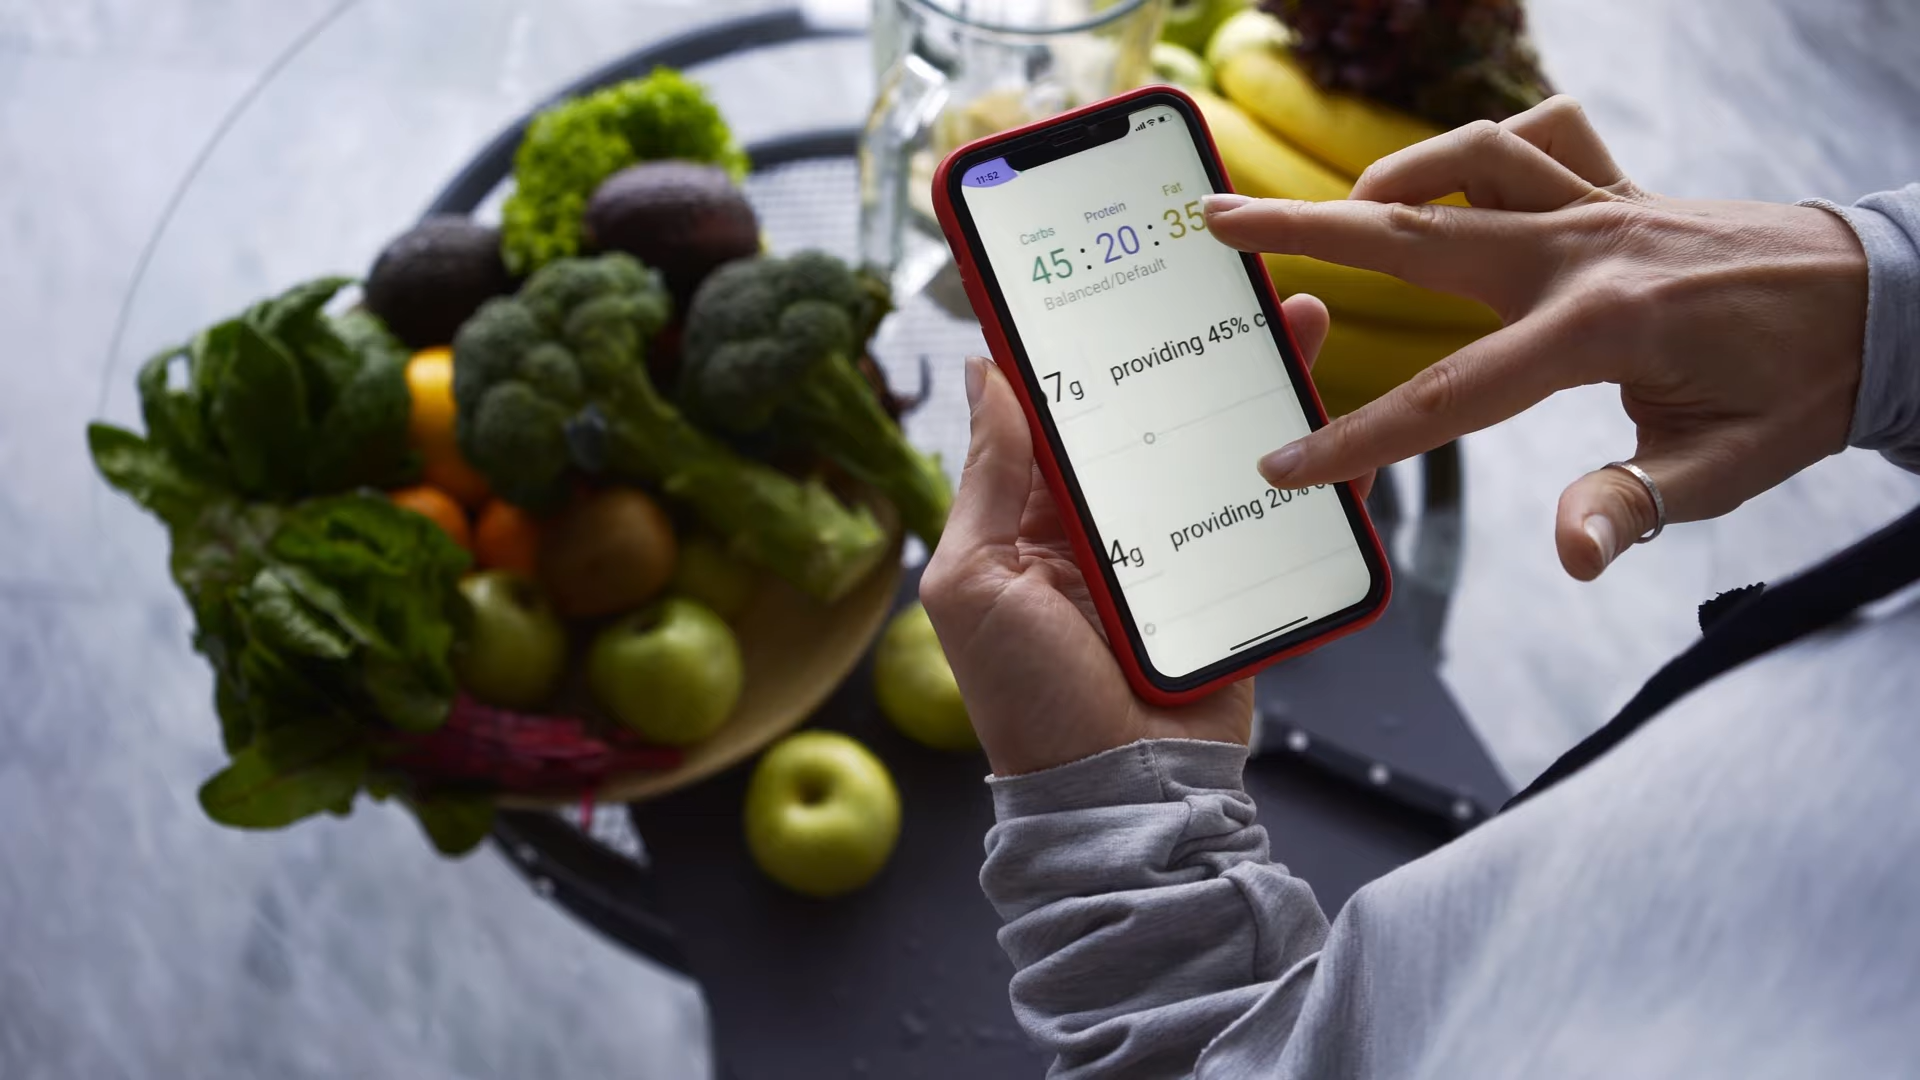 11:52
Carbs Protein Fat
45 : 20 : 35
Balanced/Default
7g providing 45% c
4g providing 20%